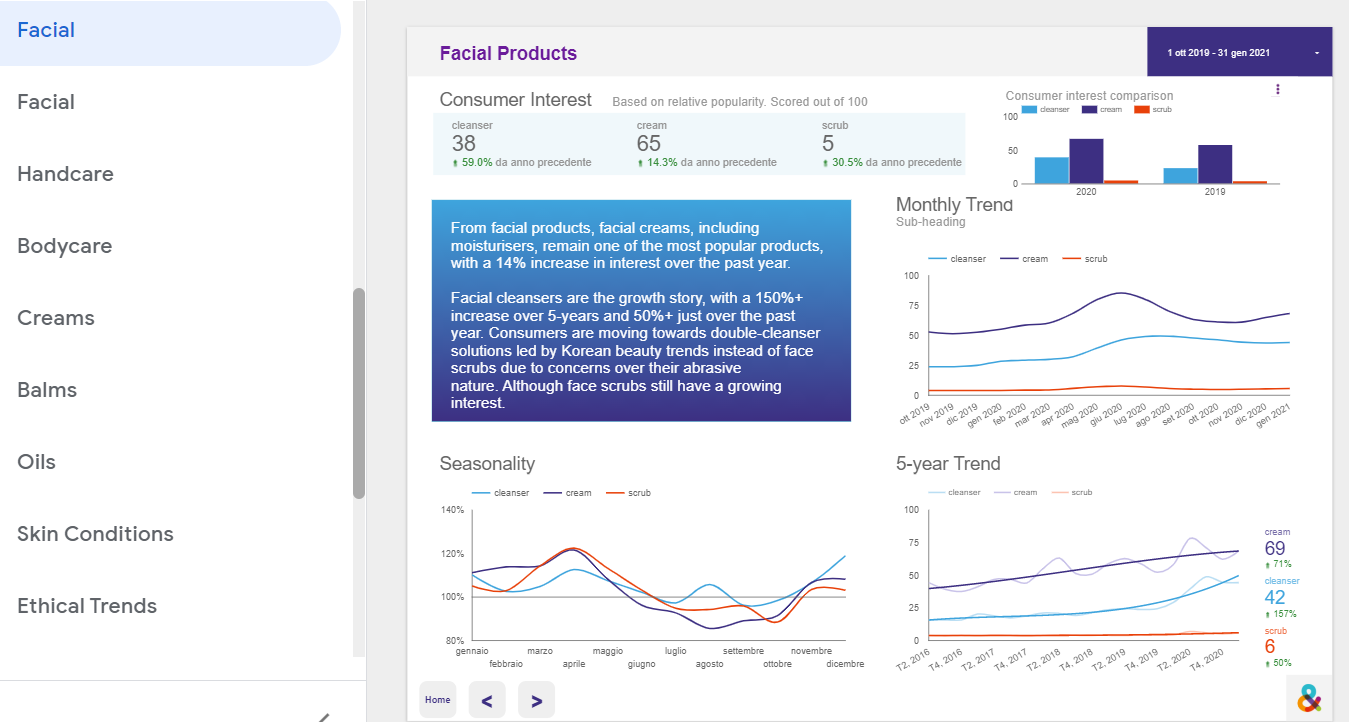 Facial
Facial
Handcare
Bodycare
Creams
Balms
Oils
Skin Conditions
Ethical Trends
Facial Products
1 ott 2019 - 31 gen 2021
Consumer Interest Based on relative popularity. Scored out of 100
cleanser cream scrub
38 65 5
59.0% da anno precedente 14.3% da anno precedente 30.5% da anno precedente
Consumer interest comparison
cleanser cream scrub
100
50
0
2020 2019
From facial products, facial creams, including
moisturisers, remain one of the most popular products,
with a 14% increase in interest over the past year.
Facial cleansers are the growth story, with a 150%+
increase over 5-years and 50%+ just over the past
year. Consumers are moving towards double-cleanser
solutions led by Korean beauty trends instead of face
scrubs due to concerns over their abrasive
nature. Although face scrubs still have a growing
interest.
Monthly Trend
Sub-heading
cleanser cream scrub
100
75
50
25
0
ott 2019 nov 2019 dic 2019 gen 2020 feb 2020 mar 2020 apr 2020 mag 2020 giu 2020 lug 2020 ago 2020 set 2020 ott 2020 nov 2020 dic 2020 gen 2021
Seasonality
cleanser cream scrub
140%
120%
100%
80%
gennaio marzo maggio luglio settembre novembre
febbraio aprile giugno agosto ottobre dicembre
5-year Trend
cleanser cream scrub
100
75
50
25
0
T2, 2016 T4, 2016 T2, 2017 T4, 2017 T2, 2018 T4, 2018 T2, 2019 T4, 2019 T2, 2020 T4, 2020
cream
69
71%
cleanser
42
157%
scrub
6
50%
Home < >
&